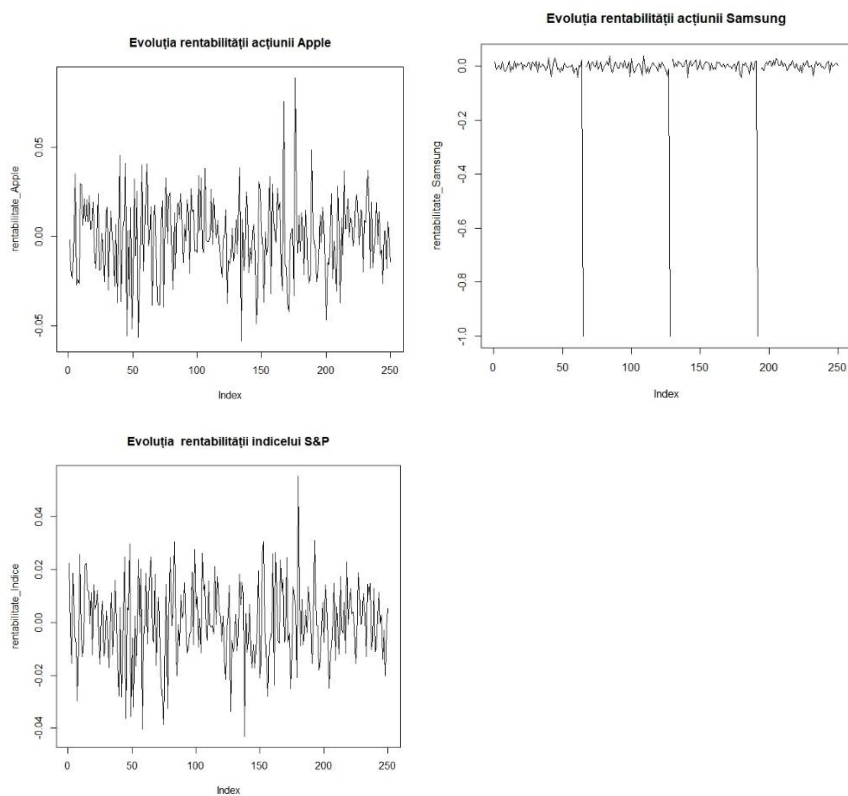 Evoluția rentabilității acțiunii Apple
rentabilitate_Apple
0.05
0.00
-0.05
0 50 100 150 200 250
Index
Evoluția rentabilității acțiunii Samsung
rentabilitate_Samsung
0.0
-0.2
-0.4
-0.6
-0.8
-1.0
0 50 100 150 200 250
Index
Evoluția rentabilității indicelui S&P
rentabilitate_Indice
0.04
0.02
0.00
-0.02
-0.04
0 50 100 150 200 250
Index